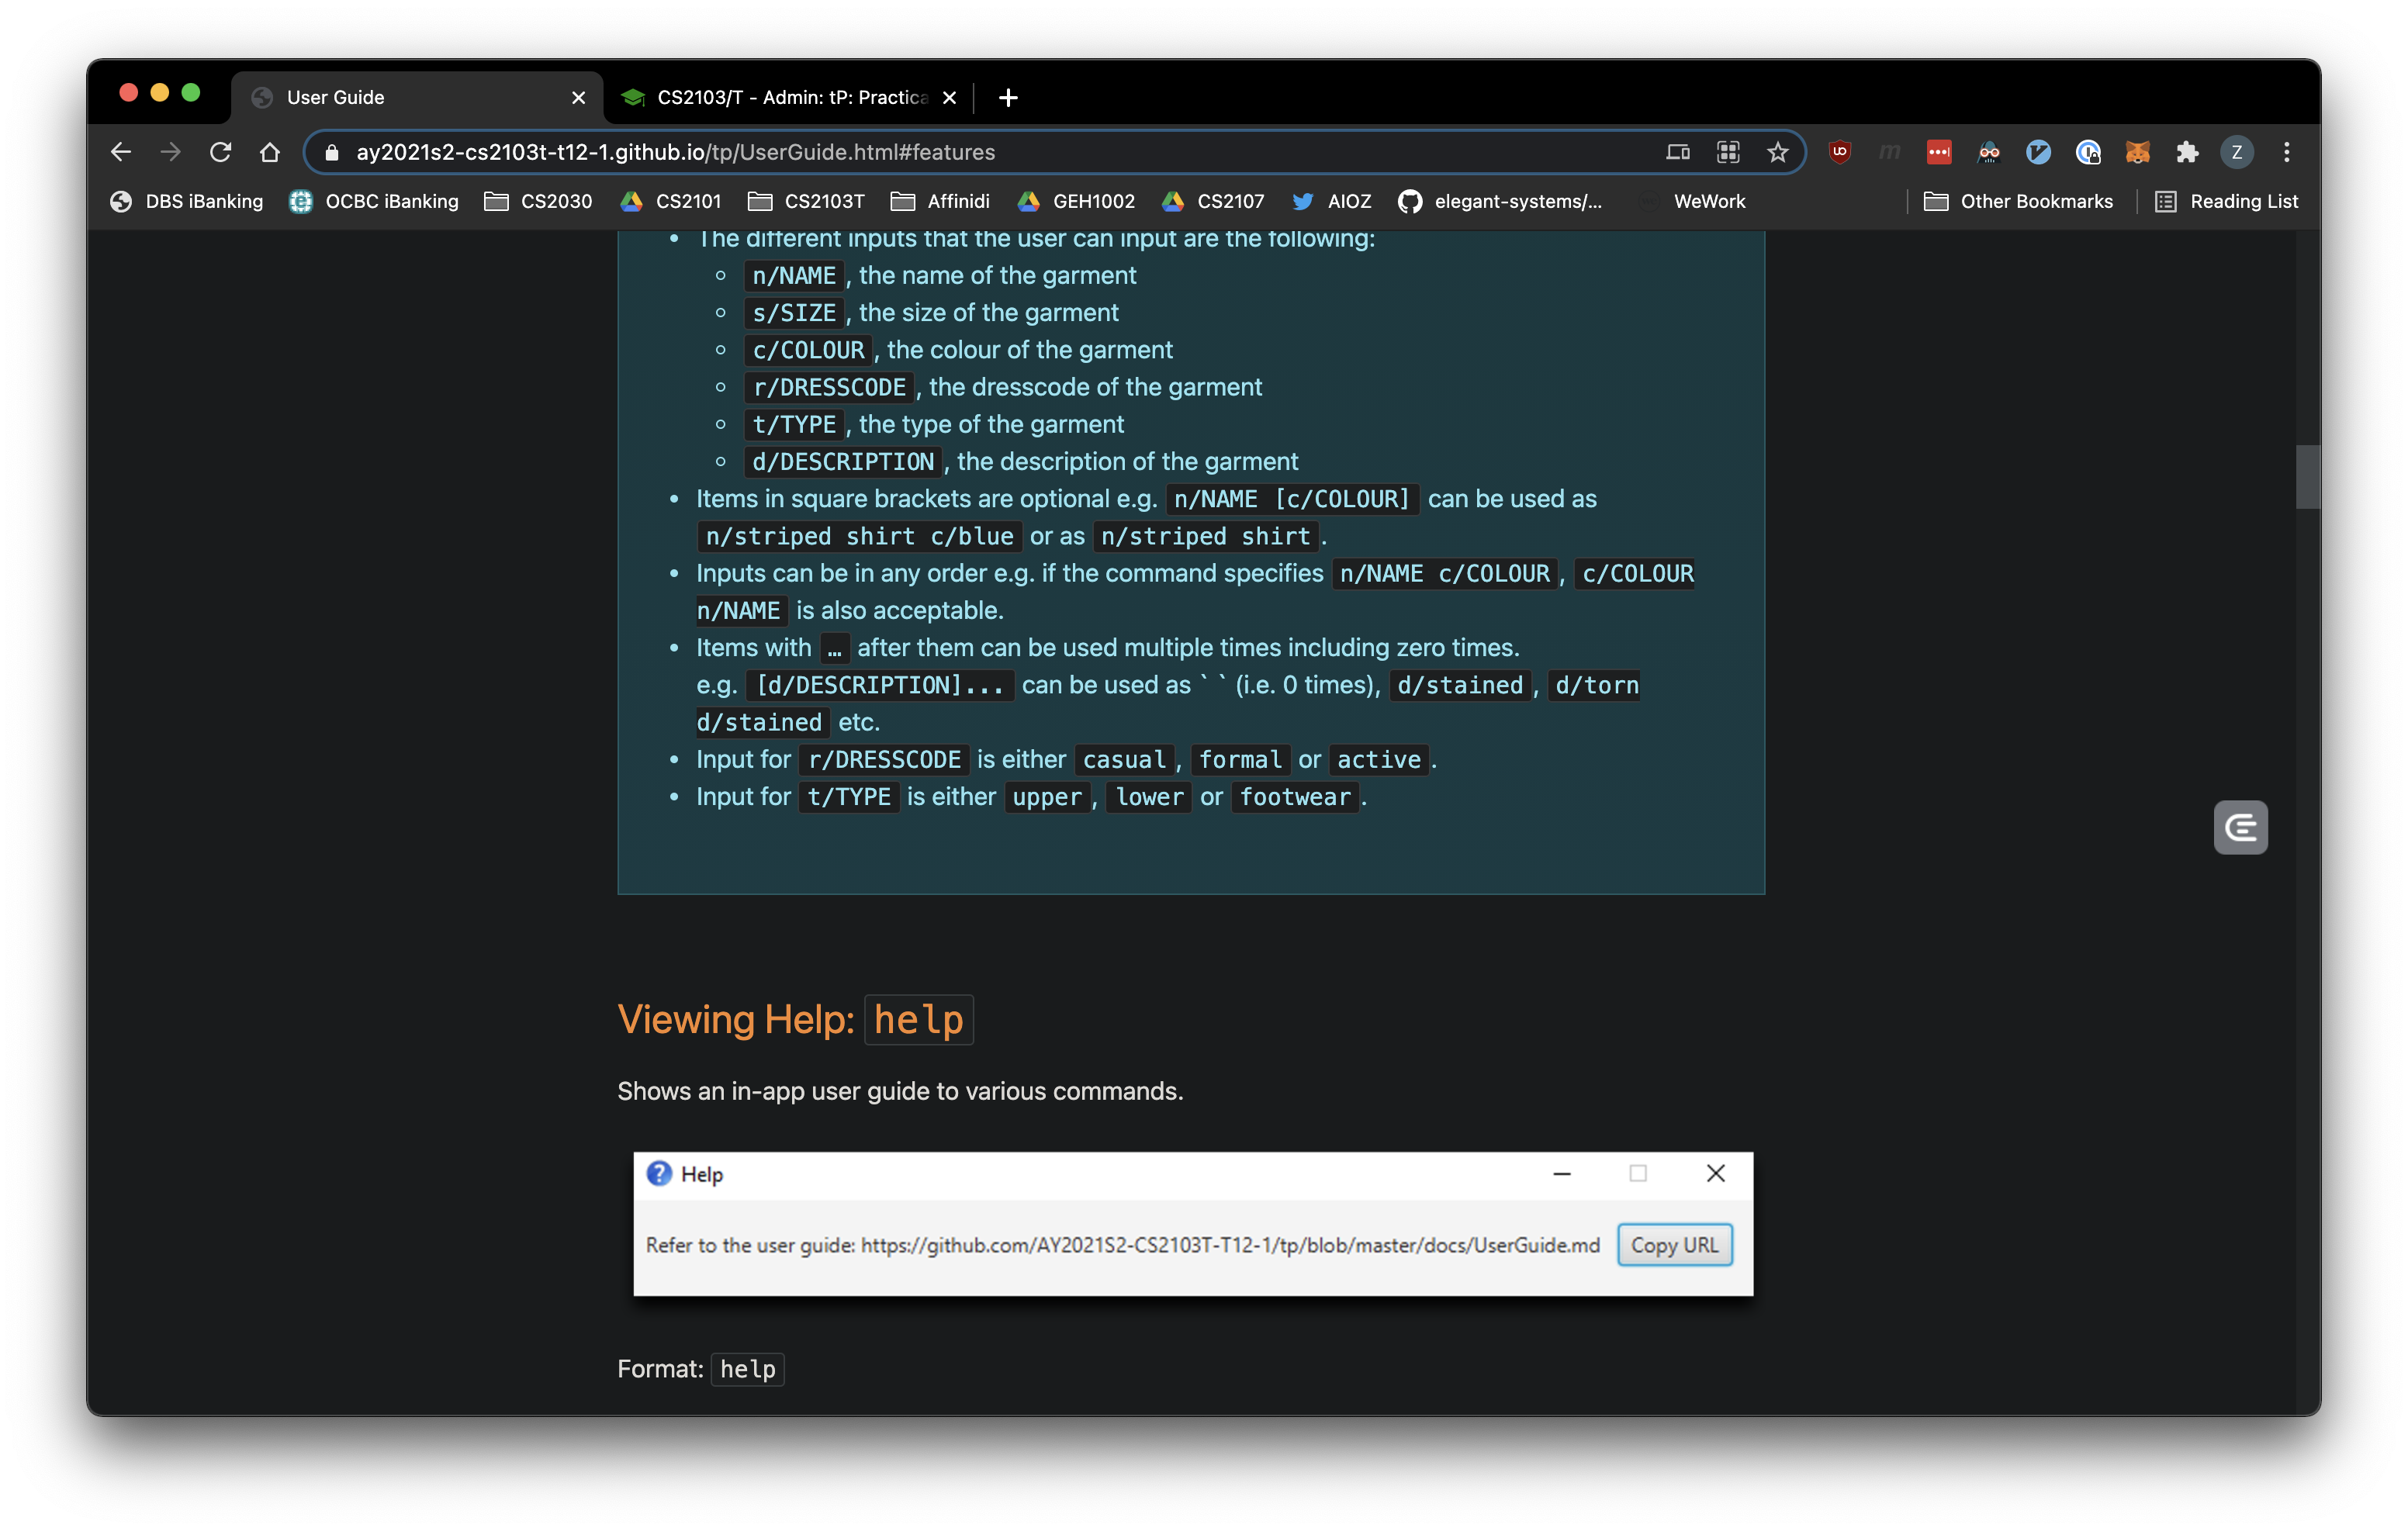 User Guide
CS2103/T - Admin: tP: Practica
ay2021s2-cs2103t-t12-1.github.io/tp/UserGuide.html#features
Z
DBS iBanking OCBC iBanking CS2030 CS2101 CS2103T Affinidi GEH1002 CS2107 AIOZ elegant-systems/... WeWork Other Bookmarks Reading List
The different inputs that the user can input are the following:
n/NAME , the name of the garment
s/SIZE , the size of the garment
c/COLOUR , the colour of the garment
r/DRESSCODE , the dresscode of the garment
t/TYPE , the type of the garment
d/DESCRIPTION , the description of the garment
Items in square brackets are optional e.g. n/NAME [c/COLOUR] can be used as
n/striped shirt c/blue or as n/striped shirt .
Inputs can be in any order e.g. if the command specifies n/NAME c/COLOUR , c/COLOUR
n/NAME is also acceptable.
Items with … after them can be used multiple times including zero times.
e.g. [d/DESCRIPTION]... can be used as ` ` (i.e. 0 times), d/stained , d/torn
d/stained etc.
Input for r/DRESSCODE is either casual , formal or active .
Input for t/TYPE is either upper , lower or footwear .
Viewing Help: help
Shows an in-app user guide to various commands.
Help
Refer to the user guide: https://github.com/AY2021S2-CS2103T-T12-1/tp/blob/master/docs/UserGuide.md Copy URL
Format: help